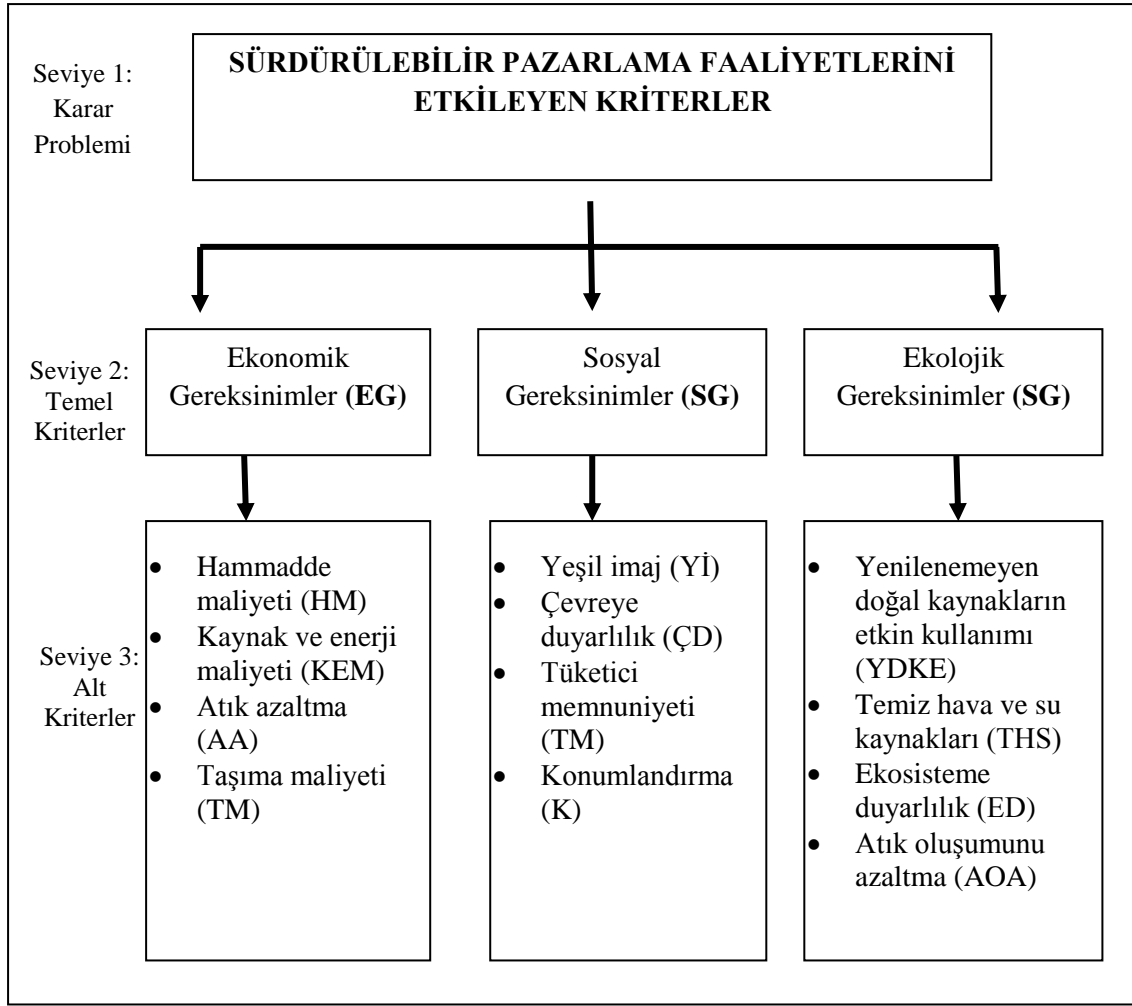 Seviye 1:
Karar
Problemi
SÜRDÜRÜLEBİLİR PAZARLAMA FAALİYETLERİNİ
ETKİLEYEN KRİTERLER
Seviye 2:
Temel
Kriterler
Ekonomik
Gereksinimler (EG)
Sosyal
Gereksinimler (SG)
Ekolojik
Gereksinimler (SG)
Seviye 3:
Alt
Kriterler
• Hammadde
maliyeti (HM)
• Kaynak ve enerji
maliyeti (KEM)
• Atık azaltma
(AA)
• Taşıma maliyeti
(TM)
• Yeşil imaj (Yİ)
• Çevreye
duyarlılık (ÇD)
• Tüketici
memnuniyeti
(TM)
• Konumlandırma
(K)
• Yenilenemeyen
doğal kaynakların
etkin kullanımı
(YDKE)
• Temiz hava ve su
kaynakları (THS)
• Ekosisteme
duyarlılık (ED)
• Atık oluşumunu
azaltma (AOA)